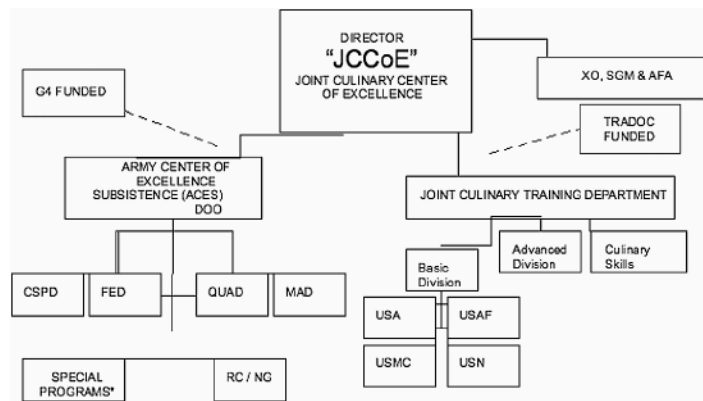 DIRECTOR
"JCCoE"
JOINT CULINARY CENTER
OF EXCELLENCE
XO, SGM & AFA
G4 FUNDED
TRADOC
FUNDED
ARMY CENTER OF
EXCELLENCE
SUBSISTENCE (ACES)
DOO
JOINT CULINARY TRAINING DEPARTMENT
Basic
Division
Advanced
Division
Culinary
Skills
CSPD
FED
QUAD
MAD
USA
USAF
USMC
USN
SPECIAL
PROGRAMS*
RC / NG